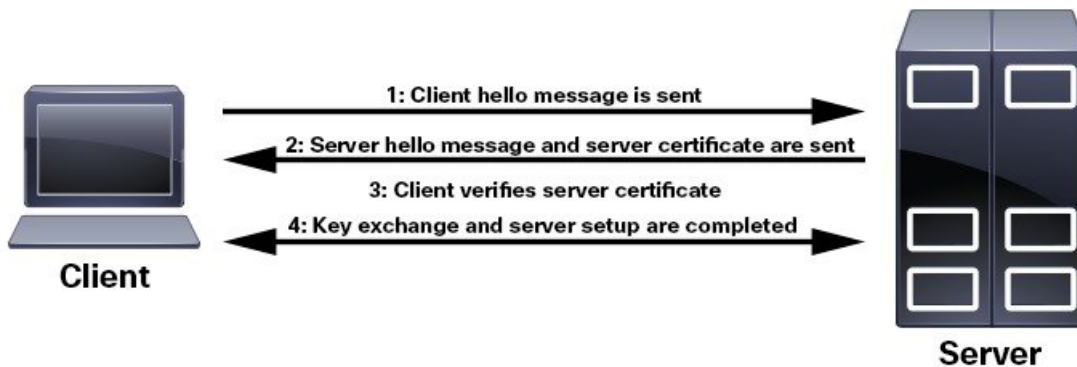 1: Client hello message is sent
2: Server hello message and server certificate are sent
3: Client verifies server certificate
4: Key exchange and server setup are completed
Client
Server